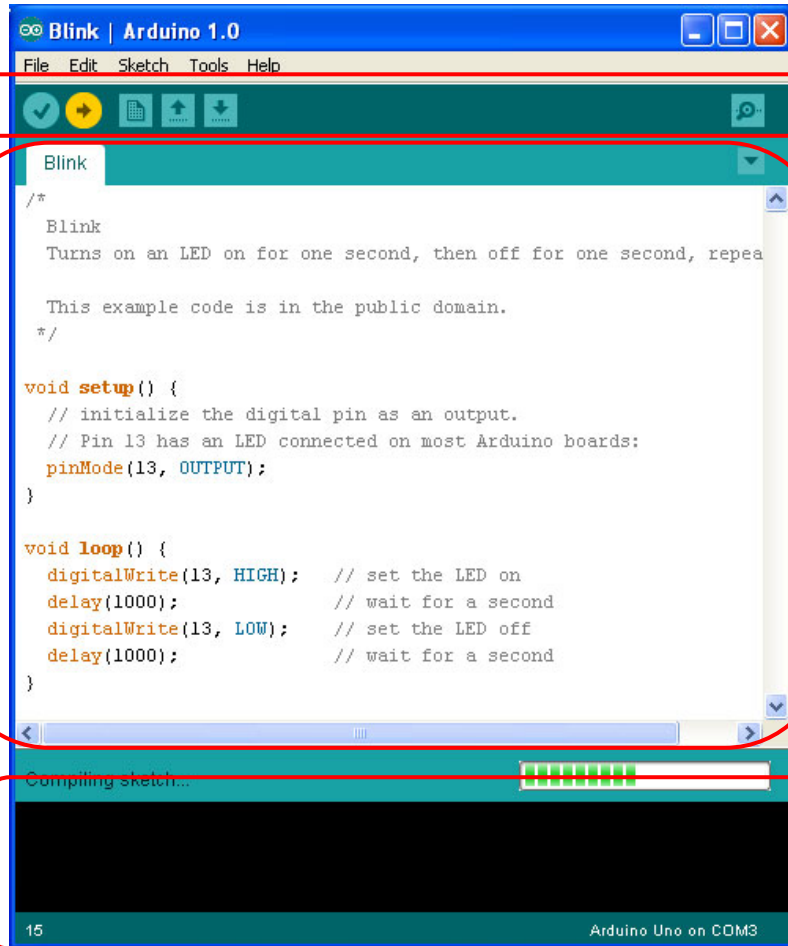 Blink | Arduino 1.0
File Edit Sketch Tools Help
Blink
/*
  Blink
  Turns on an LED on for one second, then off for one second, repea

  This example code is in the public domain.
 */

void setup() {
  // initialize the digital pin as an output.
  // Pin 13 has an LED connected on most Arduino boards:
  pinMode(13, OUTPUT);
}

void loop() {
  digitalWrite(13, HIGH);   // set the LED on
  delay(1000);              // wait for a second
  digitalWrite(13, LOW);    // set the LED off
  delay(1000);              // wait for a second
}
Compiling sketch...
15 Arduino Uno on COM3